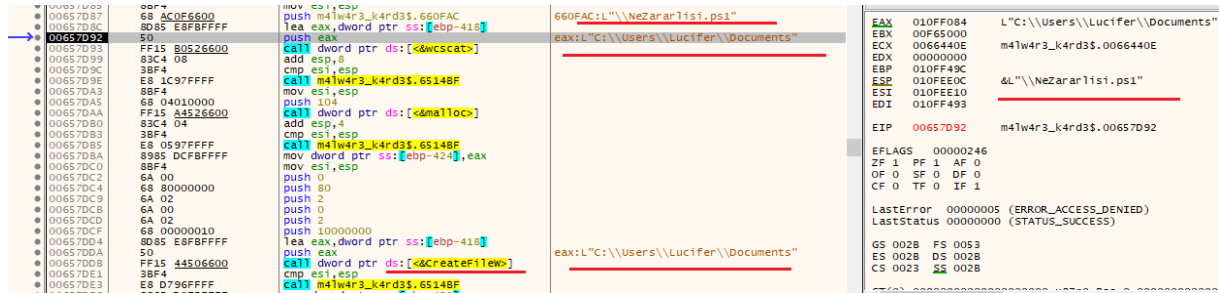 00657D85 8BF4 mov esi,esp
00657D87 68 AC0F6600 push m4lw4r3_k4rd3$.660FAC 660FAC:L"\\NeZararlisi.ps1"
00657D8C 8D85 E8FBFFFF lea eax,dword ptr ss:[ebp-418]
00657D92 50 push eax eax:L"C:\\Users\\Lucifer\\Documents"
00657D93 FF15 B0526600 call dword ptr ds:[<&wcscat>]
00657D99 83C4 08 add esp,8
00657D9C 3BF4 cmp esi,esp
00657D9E E8 1C97FFFF call m4lw4r3_k4rd3$.6514BF
00657DA3 8BF4 mov esi,esp
00657DA5 68 04010000 push 104
00657DAA FF15 A4526600 call dword ptr ds:[<&malloc>]
00657DB0 83C4 04 add esp,4
00657DB3 3BF4 cmp esi,esp
00657DB5 E8 0597FFFF call m4lw4r3_k4rd3$.6514BF
00657DBA 8985 DCFBFFFF mov dword ptr ss:[ebp-424],eax
00657DC0 8BF4 mov esi,esp
00657DC2 6A 00 push 0
00657DC4 68 80000000 push 80
00657DC9 6A 02 push 2
00657DCB 6A 00 push 0
00657DCD 6A 02 push 2
00657DCF 68 00000010 push 10000000
00657DD4 8D85 E8FBFFFF lea eax,dword ptr ss:[ebp-418]
00657DDA 50 push eax eax:L"C:\\Users\\Lucifer\\Documents"
00657DDB FF15 44506600 call dword ptr ds:[<&CreateFileW>]
00657DE1 3BF4 cmp esi,esp
00657DE3 E8 D796FFFF call m4lw4r3_k4rd3$.6514BF
EAX 010FF084 L"C:\\Users\\Lucifer\\Documents"
EBX 00F65000
ECX 0066440E m4lw4r3_k4rd3$.0066440E
EDX 00000000
EBP 010FF49C
ESP 010FEE0C &L"\\NeZararlisi.ps1"
ESI 010FEE10
EDI 010FF493
EIP 00657D92 m4lw4r3_k4rd3$.00657D92
EFLAGS 00000246
ZF 1 PF 1 AF 0
OF 0 SF 0 DF 0
CF 0 TF 0 IF 1
LastError 00000005 (ERROR_ACCESS_DENIED)
LastStatus 00000000 (STATUS_SUCCESS)
GS 002B FS 0053
ES 002B DS 002B
CS 0023 SS 002B